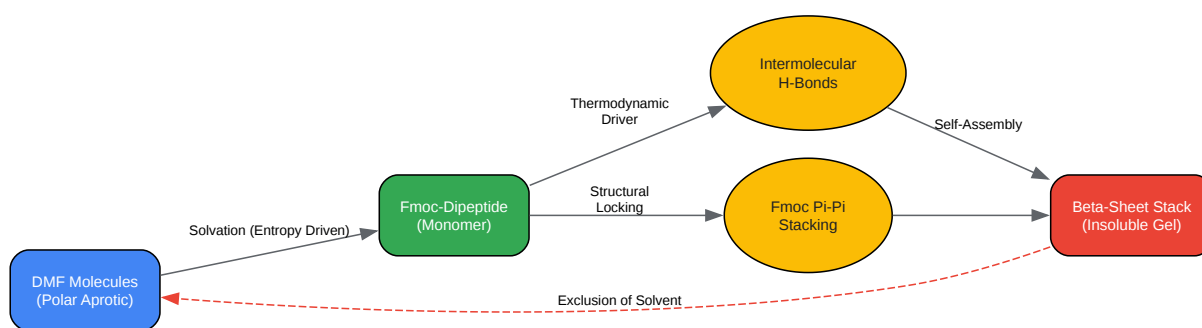 Intermolecular
H-Bonds
Thermodynamic
Driver
Self-Assembly
Fmoc-Dipeptide
(Monomer)
Structural
Locking
Fmoc Pi-Pi
Stacking
Beta-Sheet Stack
(Insoluble Gel)
Solvation (Entropy Driven)
DMF Molecules
(Polar Aprotic)
Exclusion of Solvent